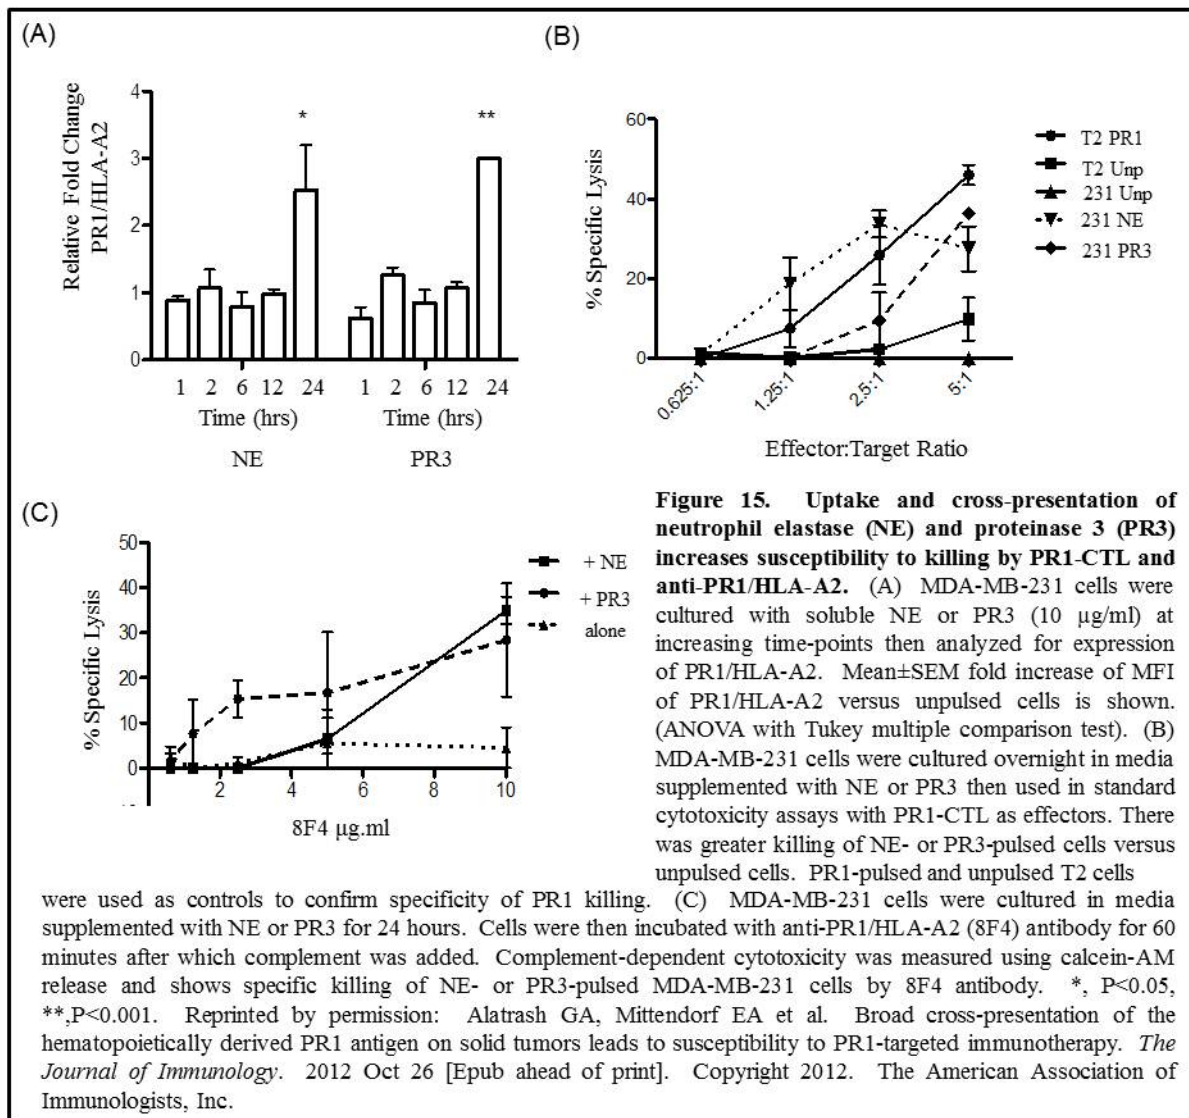 (A)
Relative Fold Change
PR1/HLA-A2
4
3
2
1
0
*
**
1 2 6 12 24 1 2 6 12 24
Time (hrs) Time (hrs)
NE PR3
(B)
% Specific Lysis
60
40
20
0
0.625:1
1.25:1
2.5:1
5:1
Effector:Target Ratio
T2 PR1
T2 Unp
231 Unp
231 NE
231 PR3
(C)
% Specific Lysis
50
40
30
20
10
0
2 4 6 8 10
8F4 µg.ml
+ NE
+ PR3
alone
Figure 15. Uptake and cross-presentation of
neutrophil elastase (NE) and proteinase 3 (PR3)
increases susceptibility to killing by PR1-CTL and
anti-PR1/HLA-A2. (A) MDA-MB-231 cells were
cultured with soluble NE or PR3 (10 µg/ml) at
increasing time-points then analyzed for expression
of PR1/HLA-A2. Mean±SEM fold increase of MFI
of PR1/HLA-A2 versus unpulsed cells is shown.
(ANOVA with Tukey multiple comparison test). (B)
MDA-MB-231 cells were cultured overnight in media
supplemented with NE or PR3 then used in standard
cytotoxicity assays with PR1-CTL as effectors. There
was greater killing of NE- or PR3-pulsed cells versus
unpulsed cells. PR1-pulsed and unpulsed T2 cells
were used as controls to confirm specificity of PR1 killing. (C) MDA-MB-231 cells were cultured in media
supplemented with NE or PR3 for 24 hours. Cells were then incubated with anti-PR1/HLA-A2 (8F4) antibody for 60
minutes after which complement was added. Complement-dependent cytotoxicity was measured using calcein-AM
release and shows specific killing of NE- or PR3-pulsed MDA-MB-231 cells by 8F4 antibody. *, P<0.05,
**,P<0.001. Reprinted by permission: Alatrash GA, Mittendorf EA et al. Broad cross-presentation of the
hematopoietically derived PR1 antigen on solid tumors leads to susceptibility to PR1-targeted immunotherapy. The
Journal of Immunology. 2012 Oct 26 [Epub ahead of print]. Copyright 2012. The American Association of
Immunologists, Inc.